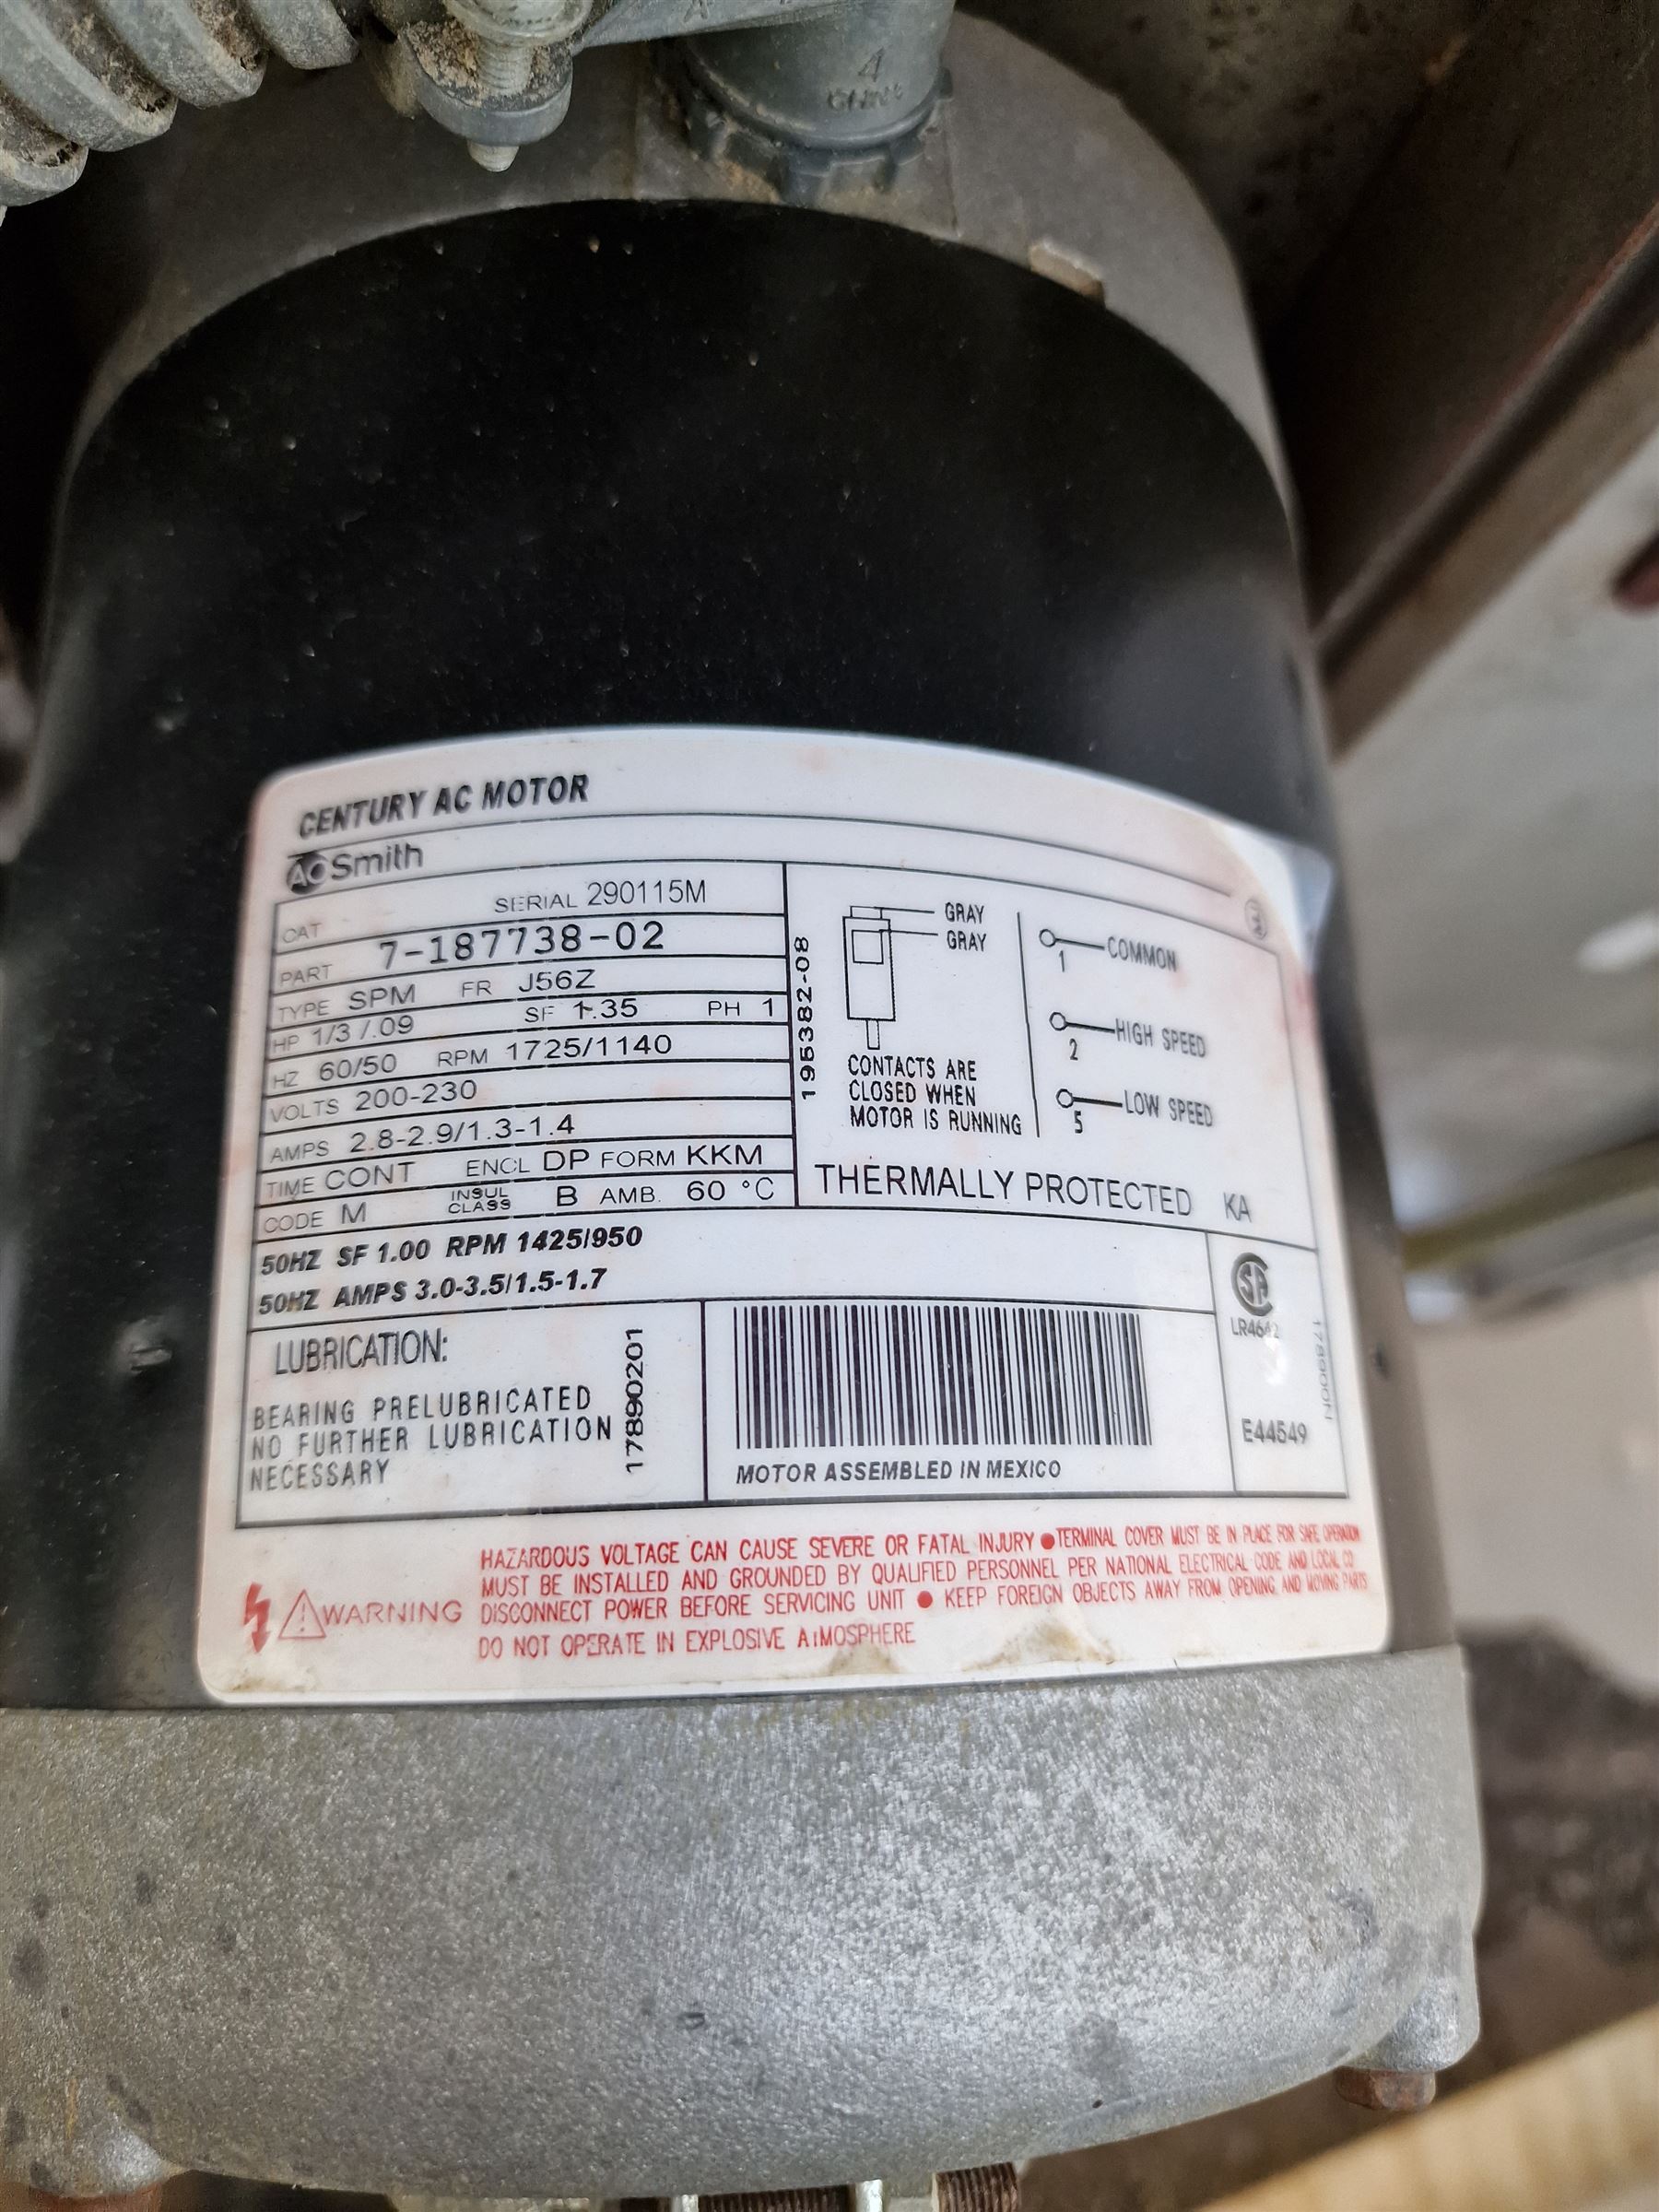 4
CENTURY AC MOTOR
AO Smith
CAT SERIAL 290115M
PART 7-187738-02
TYPE SPM FR J56Z
HP 1/3 /.09 SF 1.35 PH 1
HZ 60/50 RPM 1725/1140
VOLTS 200-230
AMPS 2.8-2.9/1.3-1.4
TIME CONT ENCL DP FORM KKM
CODE M INSUL CLASS B AMB. 60 °C
195382-08
GRAY
GRAY
CONTACTS ARE
CLOSED WHEN
MOTOR IS RUNNING
1 COMMON
2 HIGH SPEED
5 LOW SPEED
THERMALLY PROTECTED KA
50HZ SF 1.00 RPM 1425/950
50HZ AMPS 3.0-3.5/1.5-1.7
LUBRICATION:
BEARING PRELUBRICATED
NO FURTHER LUBRICATION
NECESSARY
17890201
MOTOR ASSEMBLED IN MEXICO
SA
E44549
WARNING
HAZARDOUS VOLTAGE CAN CAUSE SEVERE OR FATAL INJURY ● TERMINAL COVER MUST BE IN PLACE FOR SAFE OPERATION
MUST BE INSTALLED AND GROUNDED BY QUALIFIED PERSONNEL PER NATIONAL ELECTRICAL CODE AND LOCAL CO
DISCONNECT POWER BEFORE SERVICING UNIT ● KEEP FOREIGN OBJECTS AWAY FROM OPENING AND MOVING PARTS
DO NOT OPERATE IN EXPLOSIVE ATMOSPHERE